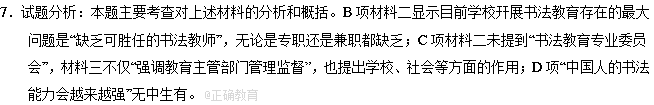 7．试题分析：本题主要考查对上述材料的分析和概括。B 项材料二显示目前学校开展书法教育存在的最大
问题是“缺乏可胜任的书法教师”，无论是专职还是兼职都缺乏；C 项材料二未提到“书法教育专业委员
会”，材料三不仅“强调教育主管部门管理监督”，也提出学校、社会等方面的作用；D 项“中国人的书法
能力会越来越强”无中生有。@正确教育